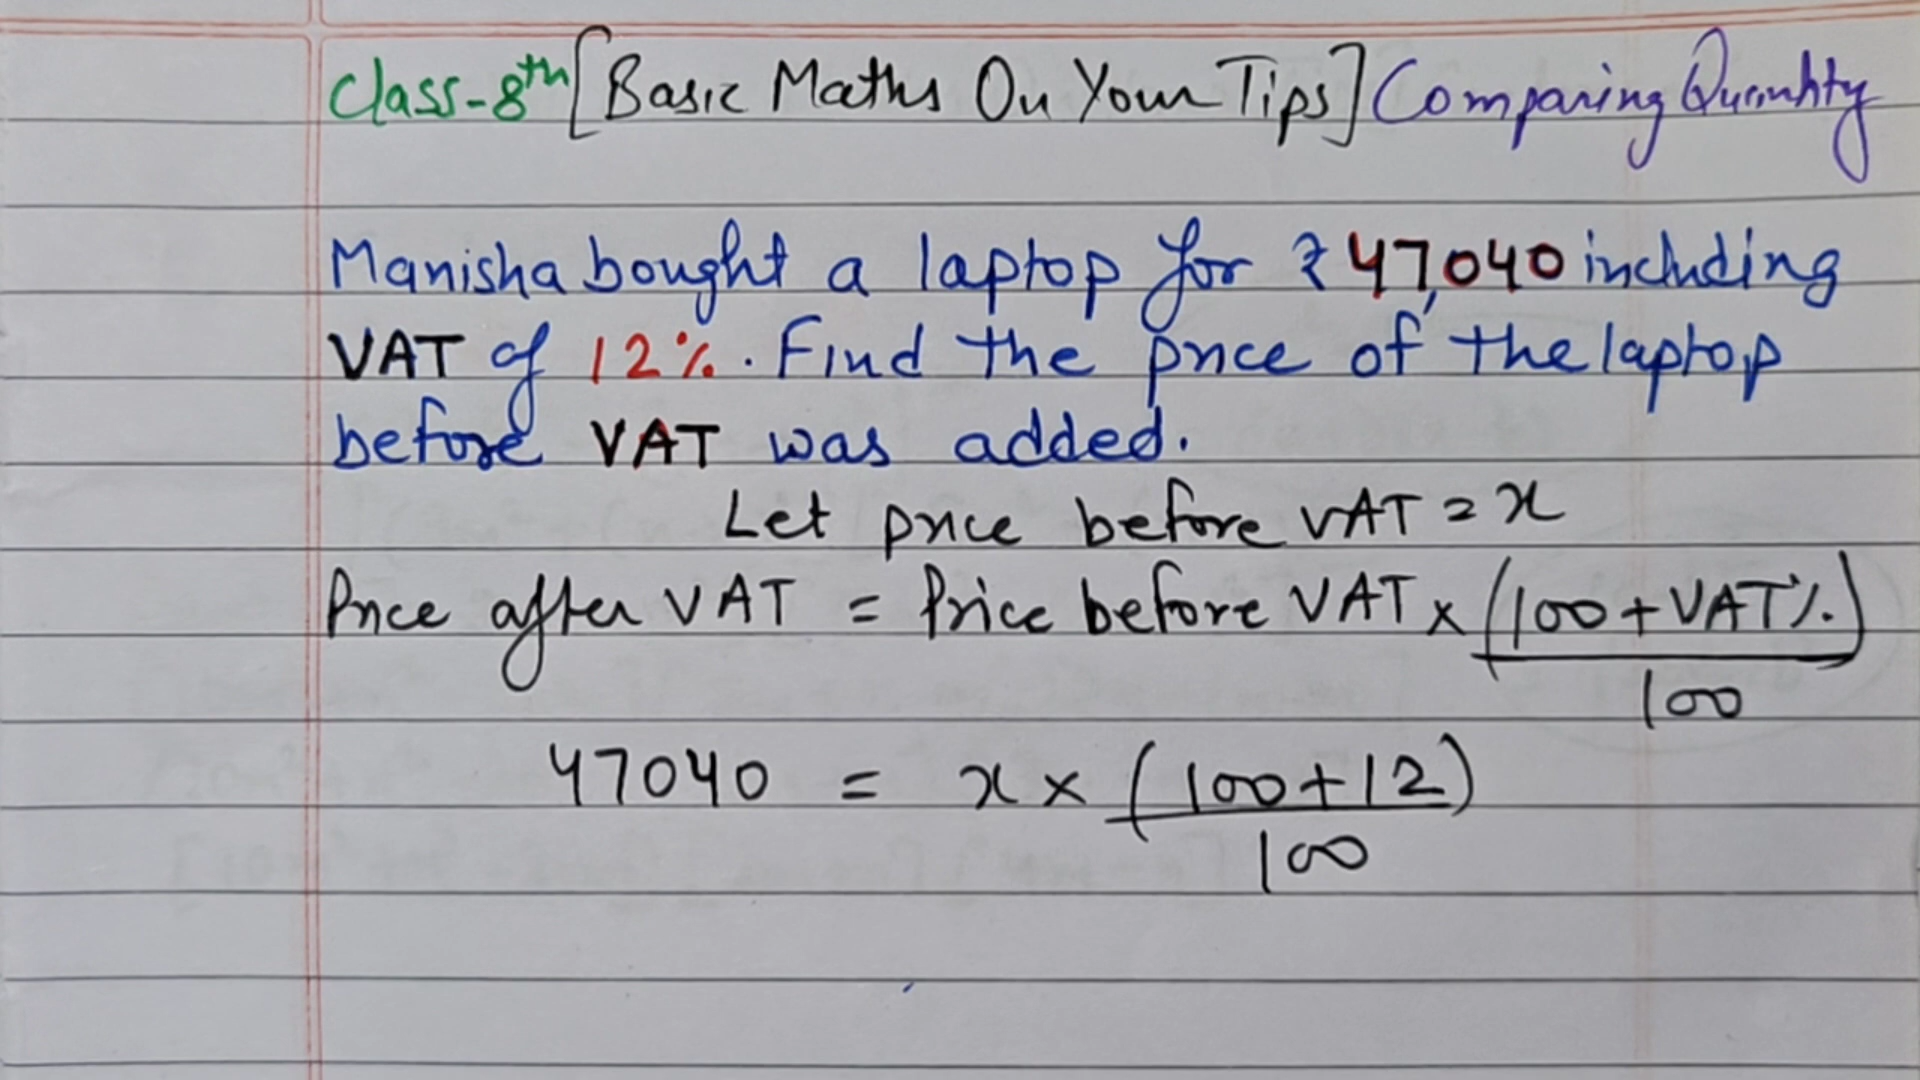 Class-8th [Basic Maths On Your Tips] Comparing Quantity
Manisha bought a laptop for ₹ 47,040 including
VAT of 12%. Find the price of the laptop
before VAT was added.
Let price before VAT = x
Price after VAT = Price before VAT x (100 + VAT%)
100
47040 = x x (100+12)
100